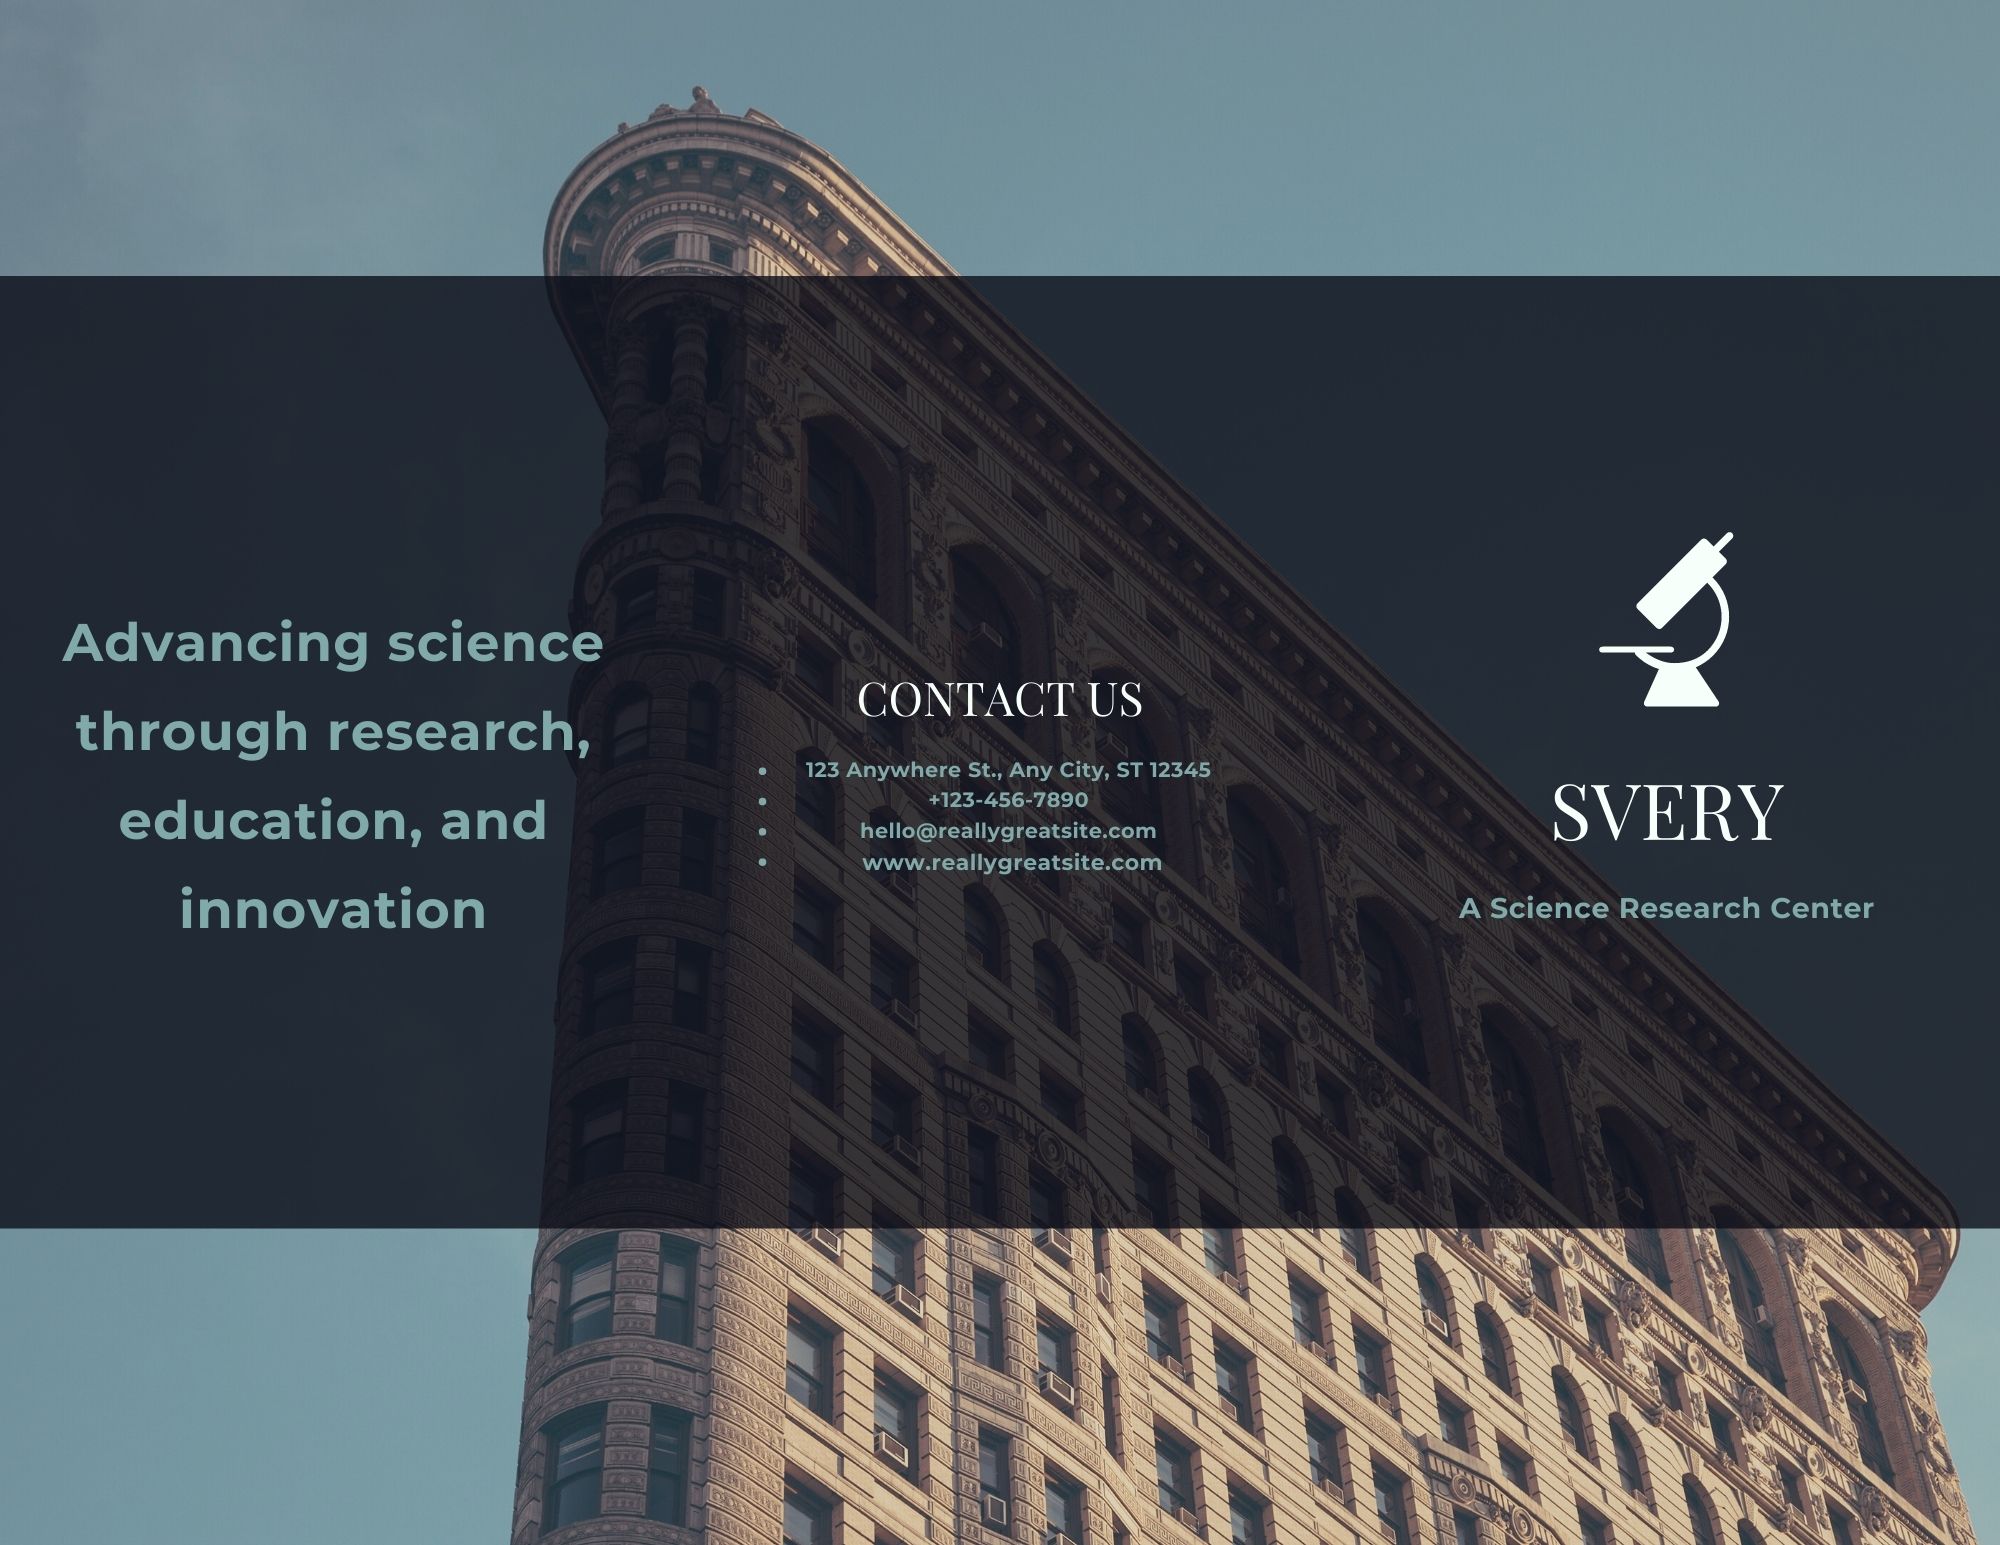 Advancing science
through research,
education, and
innovation
CONTACT US
• 123 Anywhere St., Any City, ST 12345
• +123-456-7890
• hello@reallygreatsite.com
• www.reallygreatsite.com
SVERY
A Science Research Center